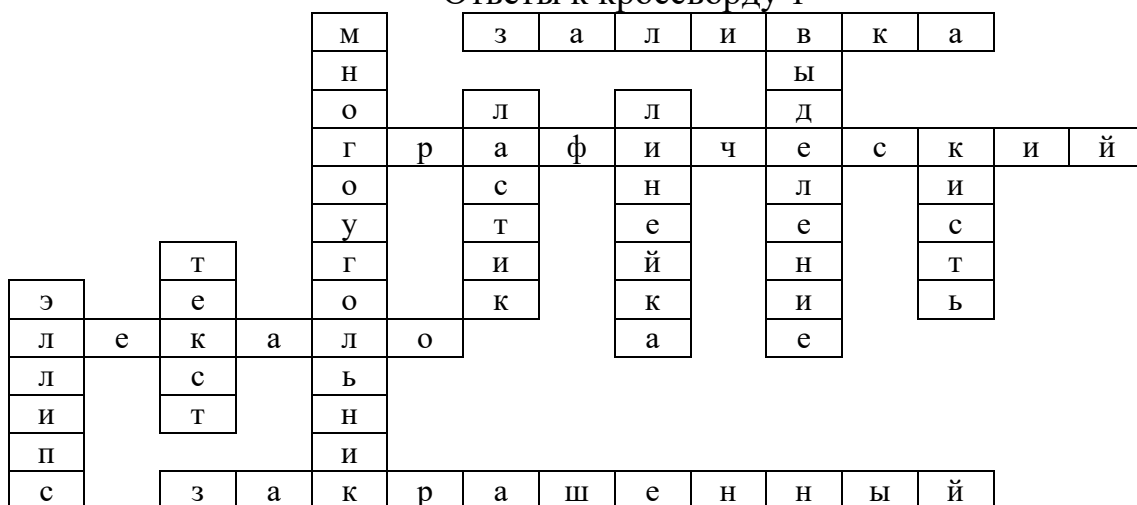 Ответы к кроссворду 1
м з а л и в к а
н ы
о л л д
г р а ф и ч е с к и й
о с н л и
у т е е с
т г и й н т
э е о к к и ь
л е к а л о а е
л с ь
и т н
п и
с з а к р а ш е н н ы й